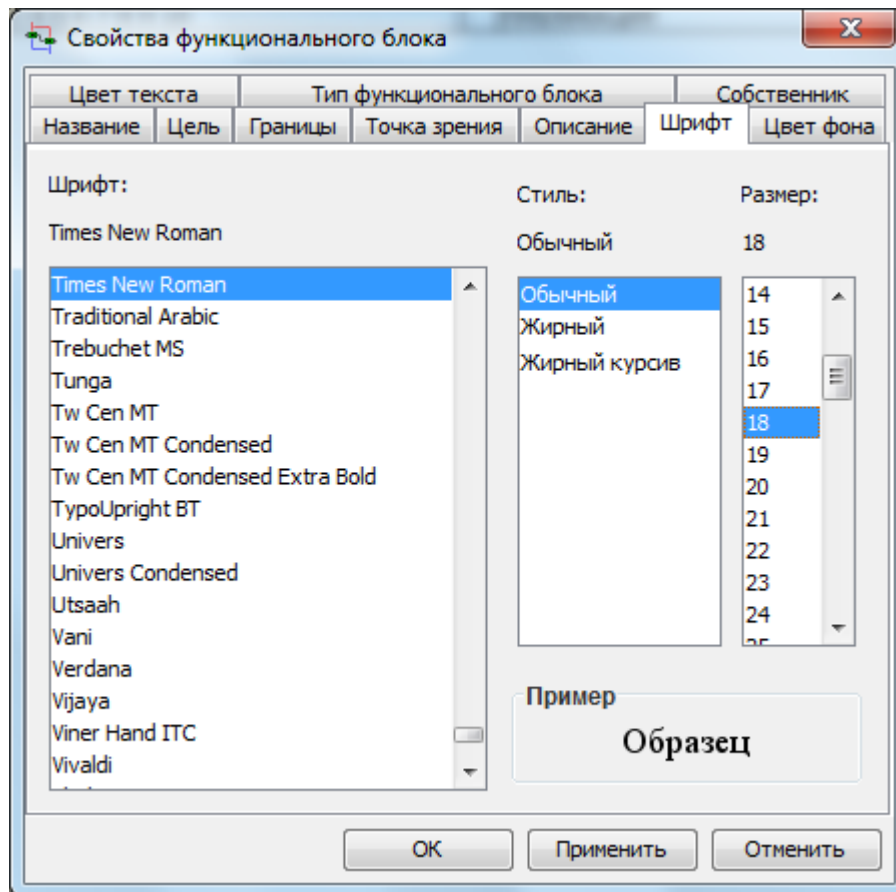 Свойства функционального блока
Цвет текста Тип функционального блока Собственник
Название Цель Границы Точка зрения Описание Шрифт Цвет фона
Шрифт:
Times New Roman
Times New Roman
Traditional Arabic
Trebuchet MS
Tunga
Tw Cen MT
Tw Cen MT Condensed
Tw Cen MT Condensed Extra Bold
TypoUpright BT
Univers
Univers Condensed
Utsaah
Vani
Verdana
Vijaya
Viner Hand ITC
Vivaldi
Стиль:
Обычный
Обычный
Жирный
Жирный курсив
Размер:
18
14
15
16
17
18
19
20
21
22
23
24
Пример
Образец
OK Применить Отменить